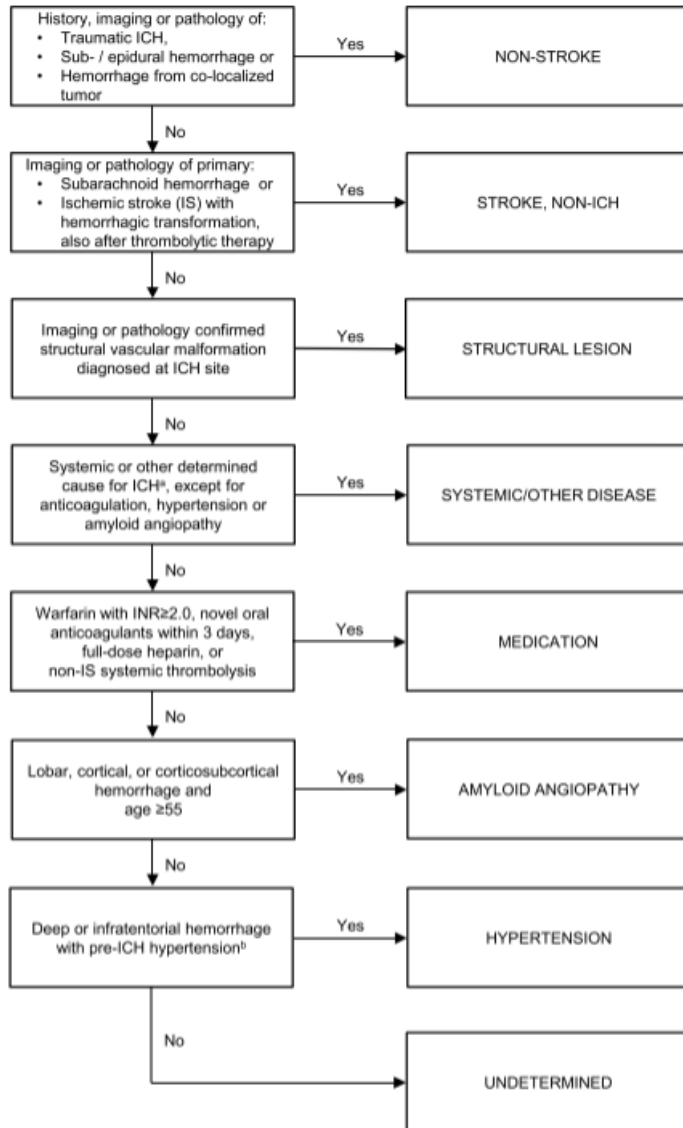 History, imaging or pathology of:
• Traumatic ICH,
• Sub- / epidural hemorrhage or
• Hemorrhage from co-localized
tumor
Yes
NON-STROKE
No
Imaging or pathology of primary:
• Subarachnoid hemorrhage or
• Ischemic stroke (IS) with
hemorrhagic transformation,
also after thrombolytic therapy
Yes
STROKE, NON-ICH
No
Imaging or pathology confirmed
structural vascular malformation
diagnosed at ICH site
Yes
STRUCTURAL LESION
No
Systemic or other determined
cause for ICHª, except for
anticoagulation, hypertension or
amyloid angiopathy
Yes
SYSTEMIC/OTHER DISEASE
No
Warfarin with INR≥2.0, novel oral
anticoagulants within 3 days,
full-dose heparin, or
non-IS systemic thrombolysis
Yes
MEDICATION
No
Lobar, cortical, or corticosubcortical
hemorrhage and
age ≥55
Yes
AMYLOID ANGIOPATHY
No
Deep or infratentorial hemorrhage
with pre-ICH hypertensionᵇ
Yes
HYPERTENSION
No
UNDETERMINED